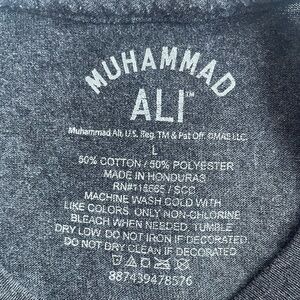 MUHAMMAD
ALI™
Muhammad Ali, U.S. Reg. TM & Pat Off. ©MAE LLC.
L
50% COTTON / 50% POLYESTER
MADE IN HONDURAS
RN#115665 / SCC
MACHINE WASH COLD WITH
LIKE COLORS. ONLY NON-CHLORINE
BLEACH WHEN NEEDED. TUMBLE
DRY LOW. DO NOT IRON IF DECORATED.
DO NOT DRY CLEAN IF DECORATED.
887439478576